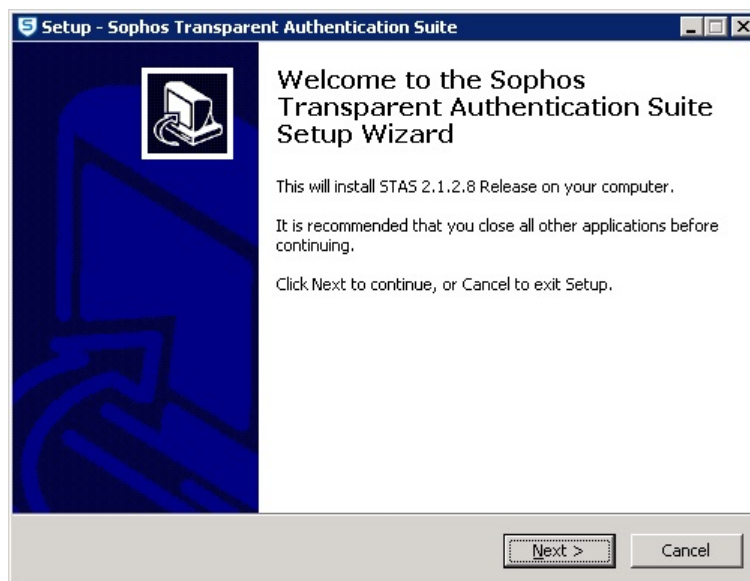 Setup - Sophos Transparent Authentication Suite
Welcome to the Sophos
Transparent Authentication Suite
Setup Wizard
This will install STAS 2.1.2.8 Release on your computer.
It is recommended that you close all other applications before
continuing.
Click Next to continue, or Cancel to exit Setup.
Next >
Cancel